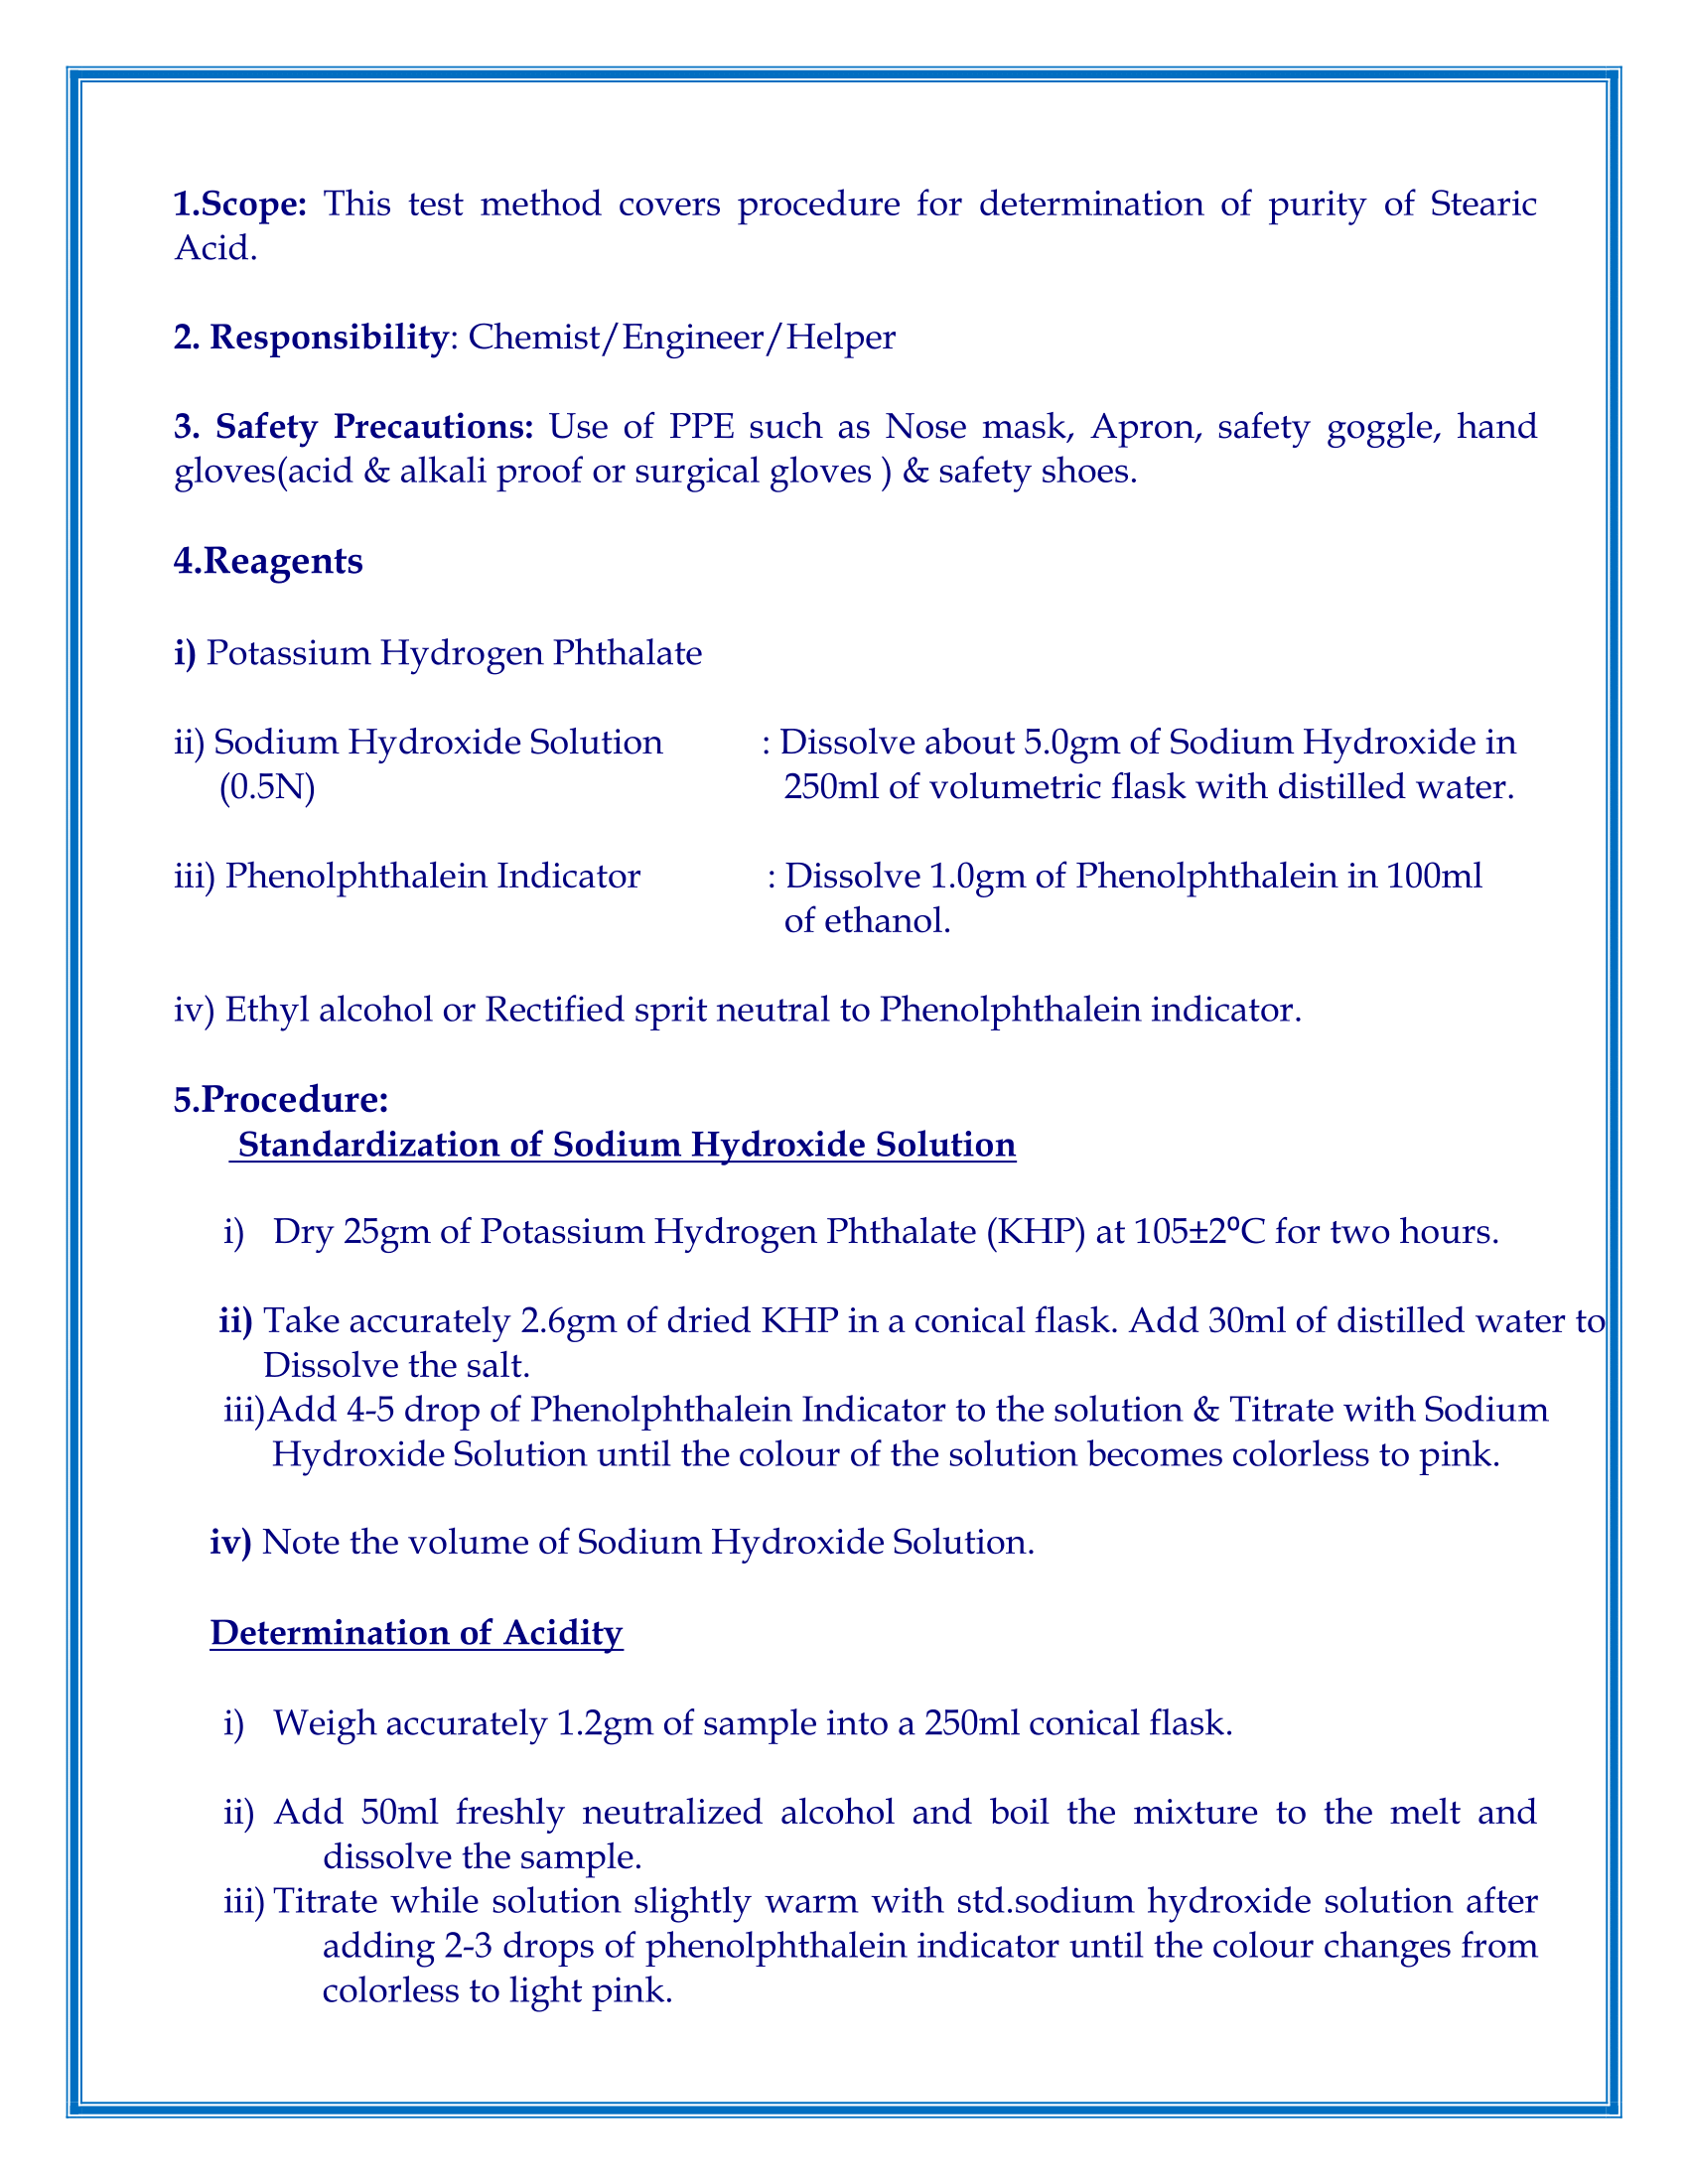 1.Scope: This test method covers procedure for determination of purity of Stearic
Acid.
2. Responsibility: Chemist/Engineer/Helper
3. Safety Precautions: Use of PPE such as Nose mask, Apron, safety goggle, hand
gloves(acid & alkali proof or surgical gloves ) & safety shoes.
4.Reagents
i) Potassium Hydrogen Phthalate
ii) Sodium Hydroxide Solution : Dissolve about 5.0gm of Sodium Hydroxide in
(0.5N) 250ml of volumetric flask with distilled water.
iii) Phenolphthalein Indicator : Dissolve 1.0gm of Phenolphthalein in 100ml
of ethanol.
iv) Ethyl alcohol or Rectified sprit neutral to Phenolphthalein indicator.
5.Procedure:
Standardization of Sodium Hydroxide Solution
i) Dry 25gm of Potassium Hydrogen Phthalate (KHP) at 105±2⁰C for two hours.
ii) Take accurately 2.6gm of dried KHP in a conical flask. Add 30ml of distilled water to
Dissolve the salt.
iii)Add 4-5 drop of Phenolphthalein Indicator to the solution & Titrate with Sodium
Hydroxide Solution until the colour of the solution becomes colorless to pink.
iv) Note the volume of Sodium Hydroxide Solution.
Determination of Acidity
i) Weigh accurately 1.2gm of sample into a 250ml conical flask.
ii) Add 50ml freshly neutralized alcohol and boil the mixture to the melt and
dissolve the sample.
iii) Titrate while solution slightly warm with std.sodium hydroxide solution after
adding 2-3 drops of phenolphthalein indicator until the colour changes from
colorless to light pink.